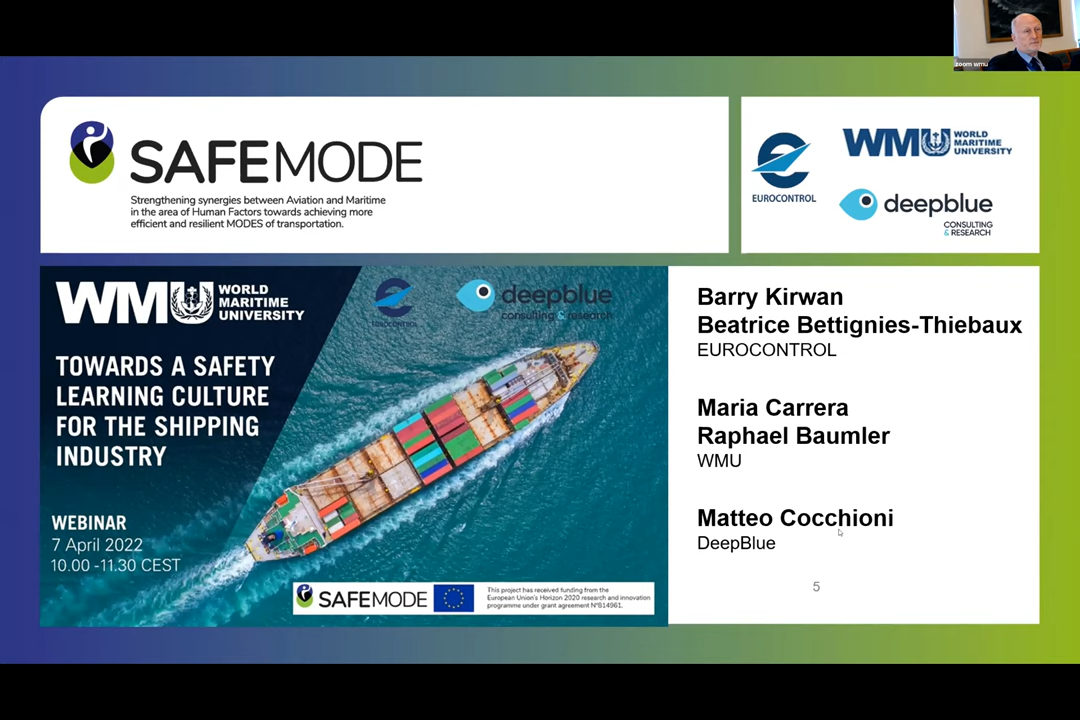 zoom wmu
SAFEMODE
Strengthening synergies between Aviation and Maritime
in the area of Human Factors towards achieving more
efficient and resilient MODES of transportation.
EUROCONTROL
WMU WORLD
MARITIME
UNIVERSITY
deepblue
CONSULTING
& RESEARCH
WMU WORLD
MARITIME
UNIVERSITY
EUROCONTROL
deepblue
consulting & research
TOWARDS A SAFETY
LEARNING CULTURE
FOR THE SHIPPING
INDUSTRY
WEBINAR
7 April 2022
10.00 -11.30 CEST
SAFEMODE
This project has received funding from the
European Union's Horizon 2020 research and innovation
programme under grant agreement N°814961.
Barry Kirwan
Beatrice Bettignies-Thiebaux
EUROCONTROL
Maria Carrera
Raphael Baumler
WMU
Matteo Cocchioni
DeepBlue
5